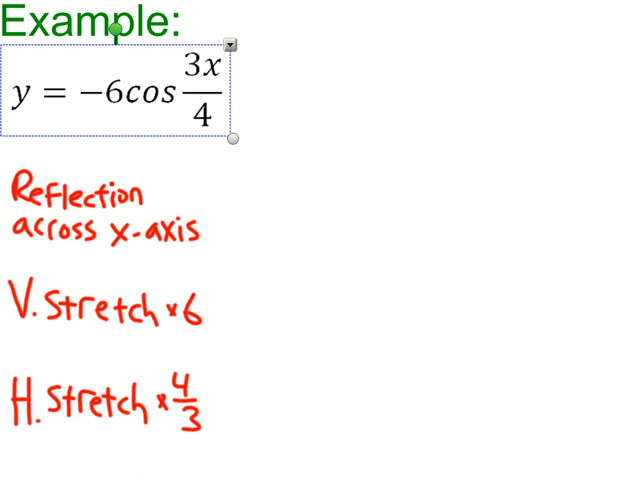 Example:
y = −6cos 3x/4
Reflection
across x-axis
V. Stretch × 6
H. Stretch × 4/3